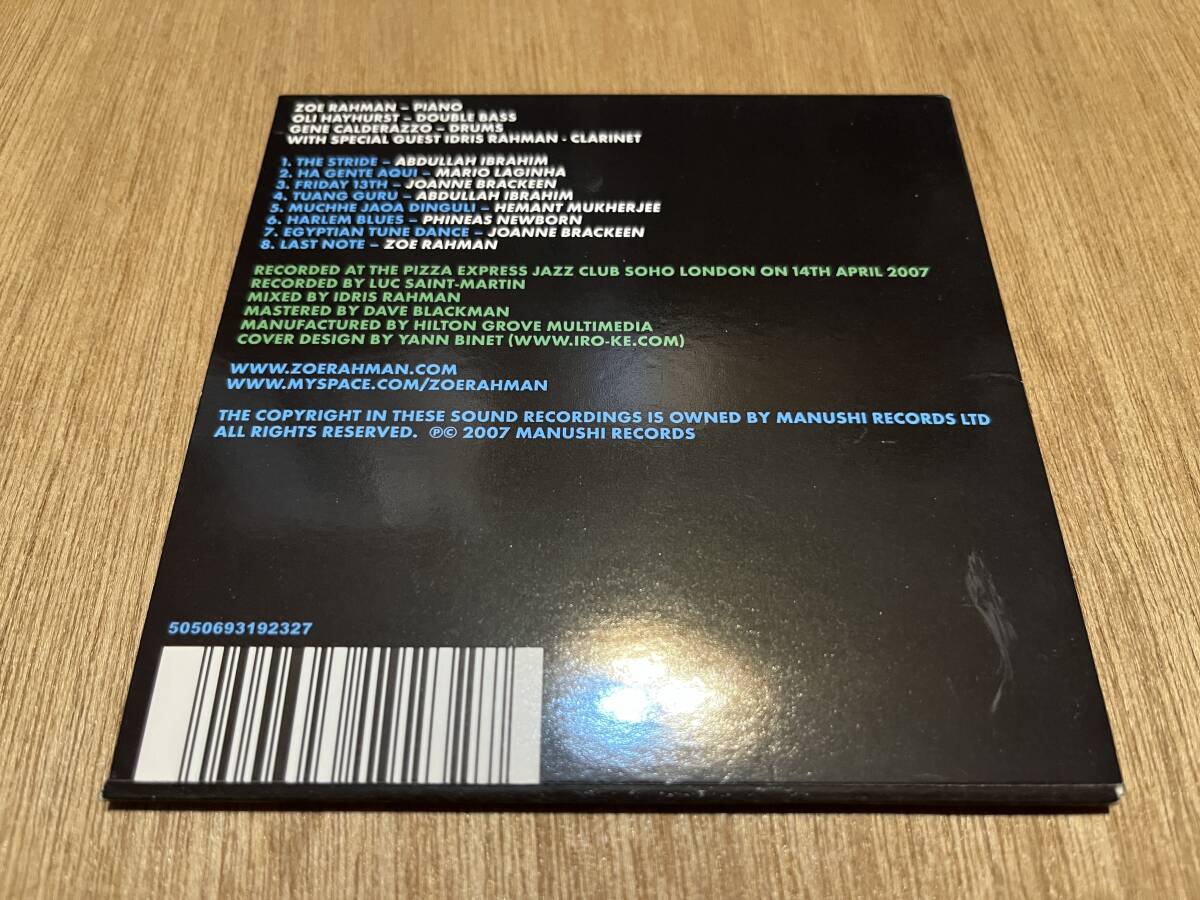 ZOE RAHMAN – PIANO
OLI HAYHURST – DOUBLE BASS
GENE CALDERAZZO – DRUMS
WITH SPECIAL GUEST IDRIS RAHMAN - CLARINET
1. THE STRIDE – ABDULLAH IBRAHIM
2. HA GENTE AQUI – MARIO LAGINHA
3. FRIDAY 13TH – JOANNE BRACKEEN
4. TUANG GURU – ABDULLAH IBRAHIM
5. MUCHHE JAOA DINGULI – HEMANT MUKHERJEE
6. HARLEM BLUES – PHINEAS NEWBORN
7. EGYPTIAN TUNE DANCE – JOANNE BRACKEEN
8. LAST NOTE – ZOE RAHMAN
RECORDED AT THE PIZZA EXPRESS JAZZ CLUB SOHO LONDON ON 14TH APRIL 2007
RECORDED BY LUC SAINT-MARTIN
MIXED BY IDRIS RAHMAN
MASTERED BY DAVE BLACKMAN
MANUFACTURED BY HILTON GROVE MULTIMEDIA
COVER DESIGN BY YANN BINET (WWW.IRO-KE.COM)
WWW.ZOERAHMAN.COM
WWW.MYSPACE.COM/ZOERAHMAN
THE COPYRIGHT IN THESE SOUND RECORDINGS IS OWNED BY MANUSHI RECORDS LTD
ALL RIGHTS RESERVED. ℗© 2007 MANUSHI RECORDS
5050693192327